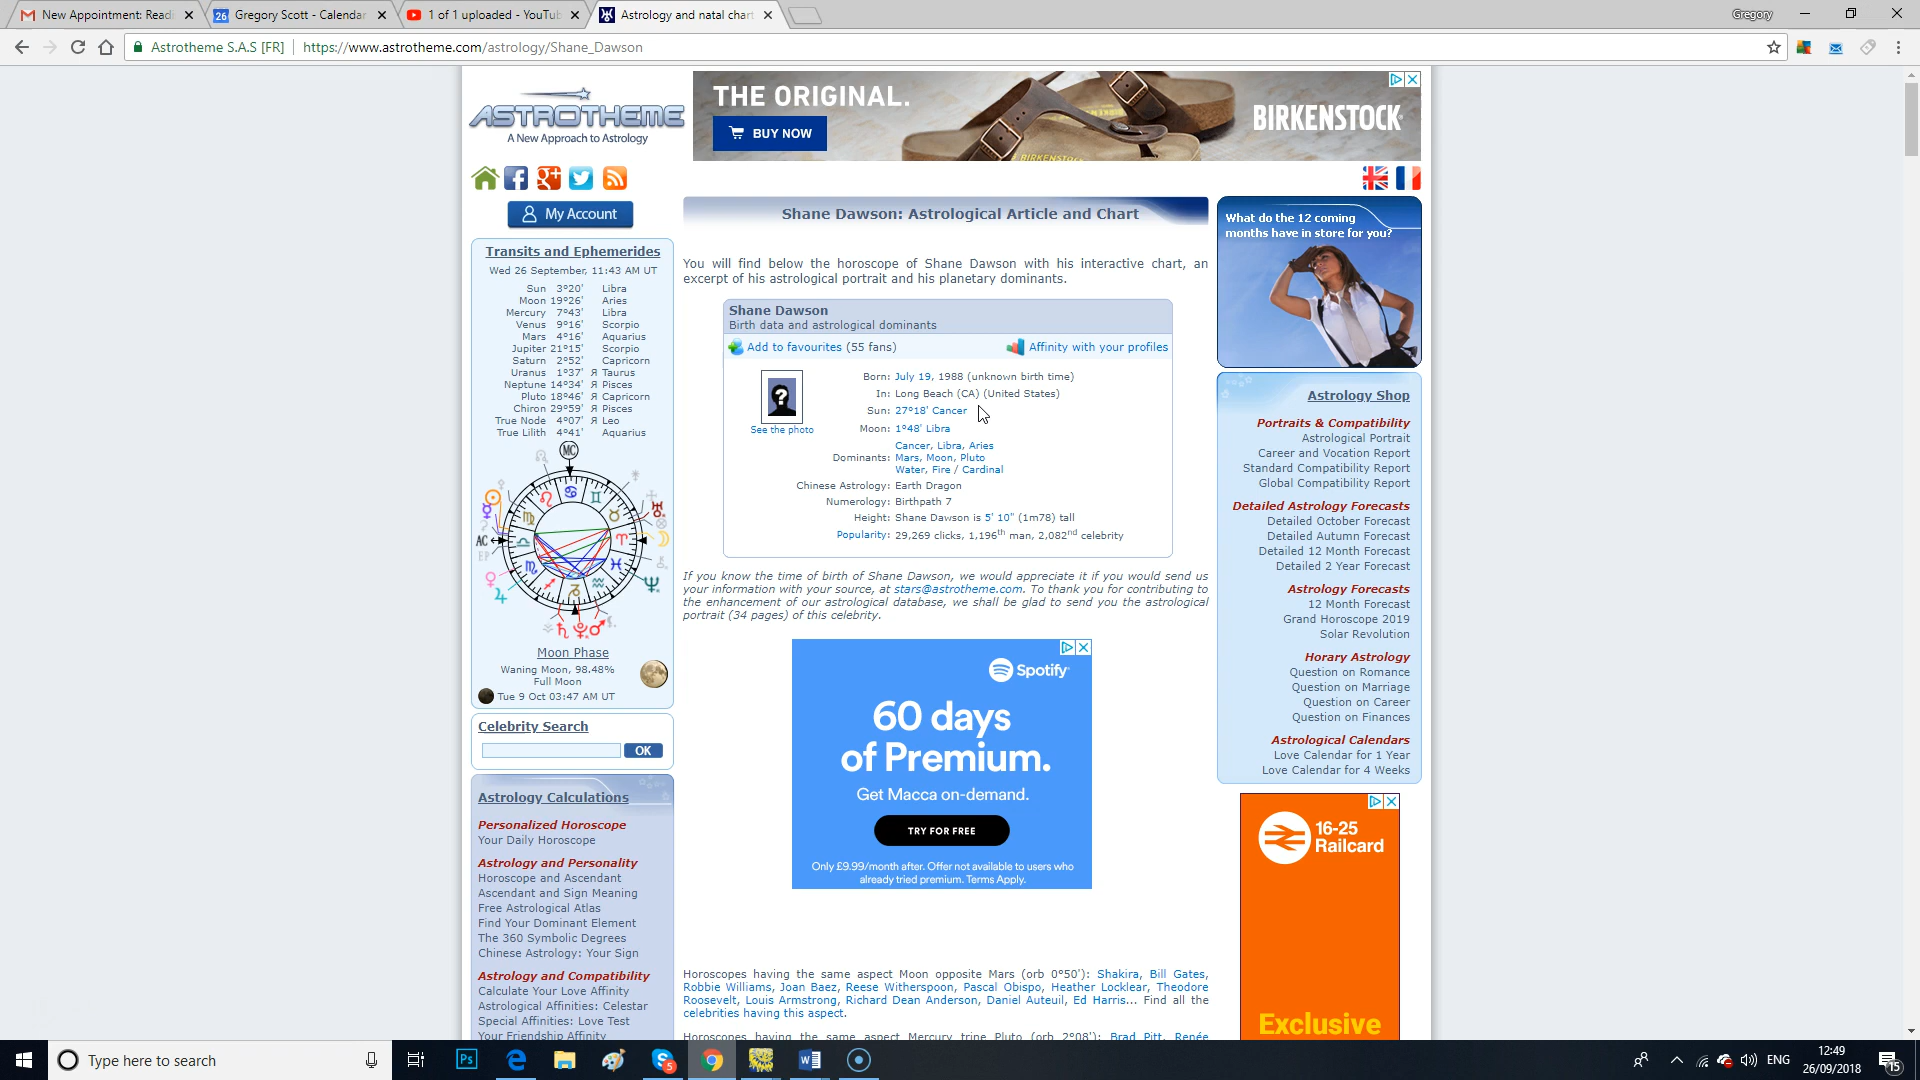 New Appointment: Readi
Gregory Scott - Calendar
1 of 1 uploaded - YouTub
Astrology and natal chart
Gregory
Astrotheme S.A.S [FR]
https://www.astrotheme.com/astrology/Shane_Dawson
ASTROTHEME
A New Approach to Astrology
THE ORIGINAL.
BUY NOW
BIRKENSTOCK
BIRKENSTOCK
My Account
Transits and Ephemerides
Wed 26 September, 11:43 AM UT
Sun 3°20' Libra
Moon 19°26' Aries
Mercury 7°43' Libra
Venus 9°16' Scorpio
Mars 4°16' Aquarius
Jupiter 21°15' Scorpio
Saturn 2°52' Capricorn
Uranus 1°37' Я Taurus
Neptune 14°34' Я Pisces
Pluto 18°46' Я Capricorn
Chiron 29°59' Я Pisces
True Node 4°07' Я Leo
True Lilith 4°41' Aquarius
MC
AC
EP
Moon Phase
Waning Moon, 98.48%
Full Moon
Tue 9 Oct 03:47 AM UT
Celebrity Search
OK
Astrology Calculations
Personalized Horoscope
Your Daily Horoscope
Astrology and Personality
Horoscope and Ascendant
Ascendant and Sign Meaning
Free Astrological Atlas
Find Your Dominant Element
The 360 Symbolic Degrees
Chinese Astrology: Your Sign
Astrology and Compatibility
Calculate Your Love Affinity
Astrological Affinities: Celestar
Special Affinities: Love Test
Your Friendship Affinity
Shane Dawson: Astrological Article and Chart
You will find below the horoscope of Shane Dawson with his interactive chart, an
excerpt of his astrological portrait and his planetary dominants.
Shane Dawson
Birth data and astrological dominants
Add to favourites (55 fans)
Affinity with your profiles
See the photo
Born: July 19, 1988 (unknown birth time)
In: Long Beach (CA) (United States)
Sun: 27°18' Cancer
Moon: 1°48' Libra
Dominants: Cancer, Libra, Aries
Mars, Moon, Pluto
Water, Fire / Cardinal
Chinese Astrology: Earth Dragon
Numerology: Birthpath 7
Height: Shane Dawson is 5' 10" (1m78) tall
Popularity: 29,269 clicks, 1,196th man, 2,082nd celebrity
If you know the time of birth of Shane Dawson, we would appreciate it if you would send us
your information with your source, at stars@astrotheme.com. To thank you for contributing to
the enhancement of our astrological database, we shall be glad to send you the astrological
portrait (34 pages) of this celebrity.
Spotify
60 days
of Premium.
Get Macca on-demand.
TRY FOR FREE
Only £9.99/month after. Offer not available to users who
already tried premium. Terms Apply.
Horoscopes having the same aspect Moon opposite Mars (orb 0°50'): Shakira, Bill Gates,
Robbie Williams, Joan Baez, Reese Witherspoon, Pascal Obispo, Heather Locklear, Theodore
Roosevelt, Louis Armstrong, Richard Dean Anderson, Daniel Auteuil, Ed Harris... Find all the
celebrities having this aspect.
Horoscopes having the same aspect Mercury trine Pluto (orb 2°08'): Brad Pitt, Renée
What do the 12 coming
months have in store for you?
Astrology Shop
Portraits & Compatibility
Astrological Portrait
Career and Vocation Report
Standard Compatibility Report
Global Compatibility Report
Detailed Astrology Forecasts
Detailed October Forecast
Detailed Autumn Forecast
Detailed 12 Month Forecast
Detailed 2 Year Forecast
Astrology Forecasts
12 Month Forecast
Grand Horoscope 2019
Solar Revolution
Horary Astrology
Question on Romance
Question on Marriage
Question on Career
Question on Finances
Astrological Calendars
Love Calendar for 1 Year
Love Calendar for 4 Weeks
16-25
Railcard
Exclusive
Type here to search
ENG
12:49
26/09/2018
15